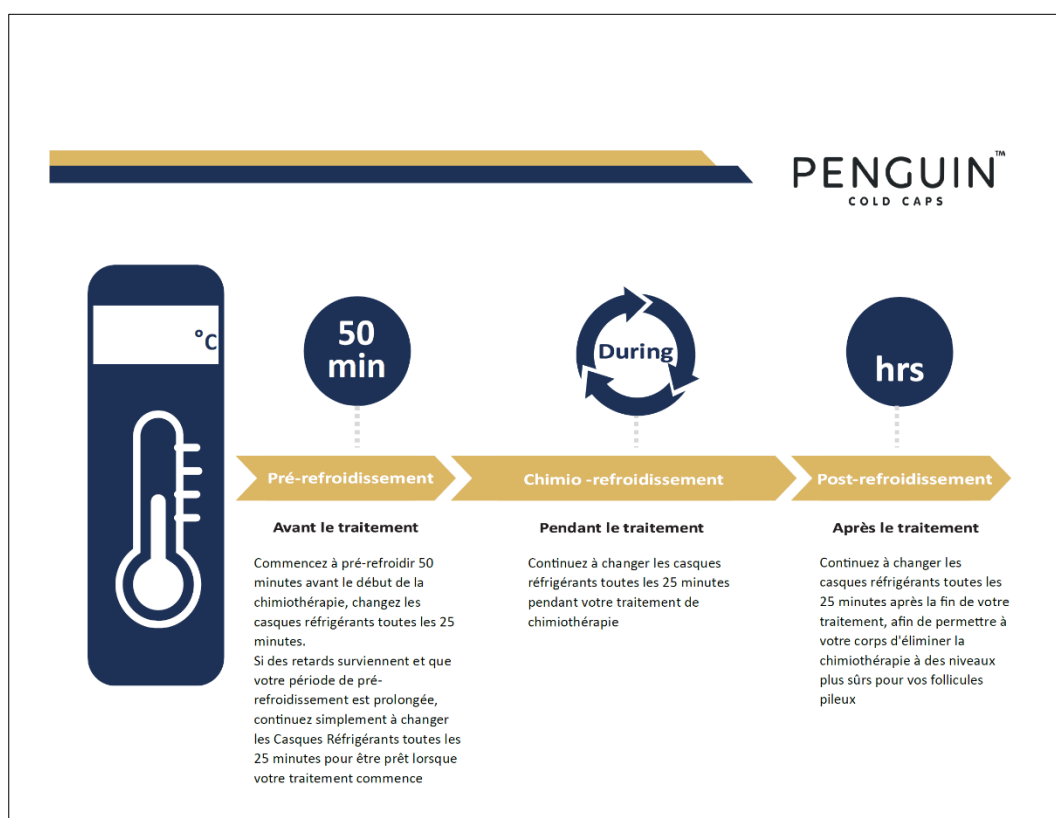 PENGUIN™
COLD CAPS
°C
50
min
During
hrs
Pré-refroidissement
Chimio -refroidissement
Post-refroidissement
Avant le traitement
Commencez à pré-refroidir 50
minutes avant le début de la
chimiothérapie, changez les
casques réfrigérants toutes les 25
minutes.
Si des retards surviennent et que
votre période de pré-
refroidissement est prolongée,
continuez simplement à changer
les Casques Réfrigérants toutes les
25 minutes pour être prêt lorsque
votre traitement commence
Pendant le traitement
Continuez à changer les casques
réfrigérants toutes les 25 minutes
pendant votre traitement de
chimiothérapie
Après le traitement
Continuez à changer les
casques réfrigérants toutes les
25 minutes après la fin de votre
traitement, afin de permettre à
votre corps d'éliminer la
chimiothérapie à des niveaux
plus sûrs pour vos follicules
pileux